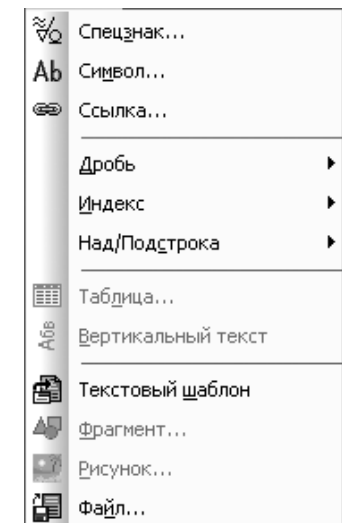 Спецзнак...
Ab Символ...
Ссылка...
Дробь
Индекс
Над/Подстрока
Таблица...
Абв Вертикальный текст
Текстовый шаблон
Фрагмент...
Рисунок...
Файл...